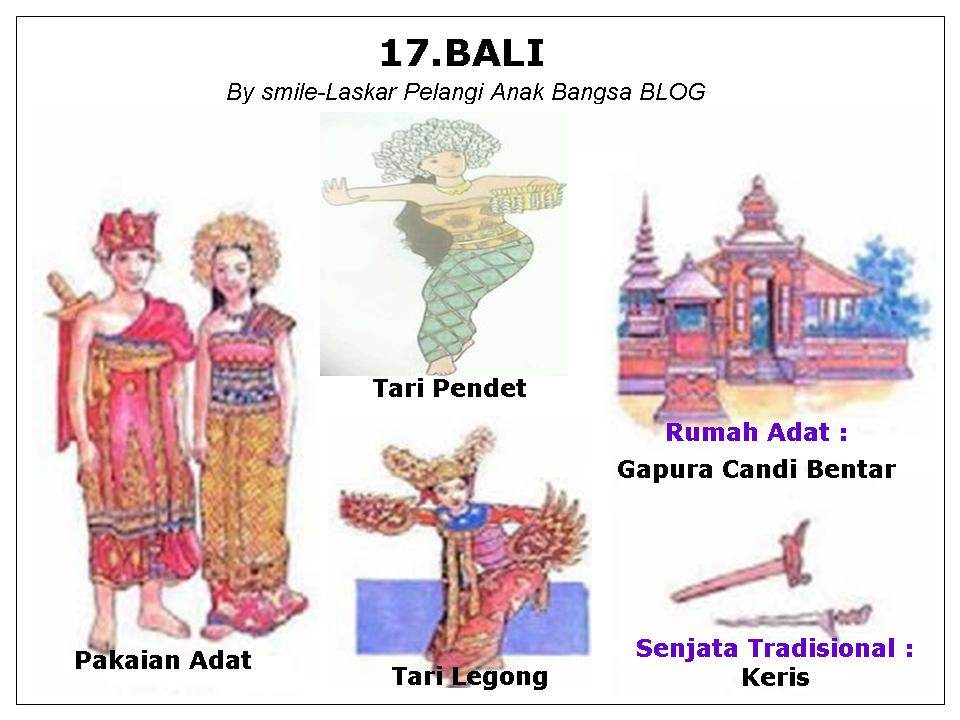 17.BALI
By smile-Laskar Pelangi Anak Bangsa BLOG
Tari Pendet
Rumah Adat :
Gapura Candi Bentar
Pakaian Adat
Tari Legong
Senjata Tradisional :
Keris